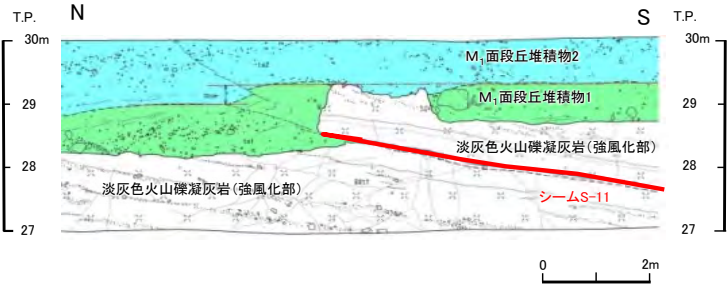 N
S
T.P.
T.P.
30m
30m
M₁面段丘堆積物2
M₁面段丘堆積物1
29
29
淡灰色火山礫凝灰岩(強風化部)
28
28
淡灰色火山礫凝灰岩(強風化部)
シームS-11
27
27
0
2m